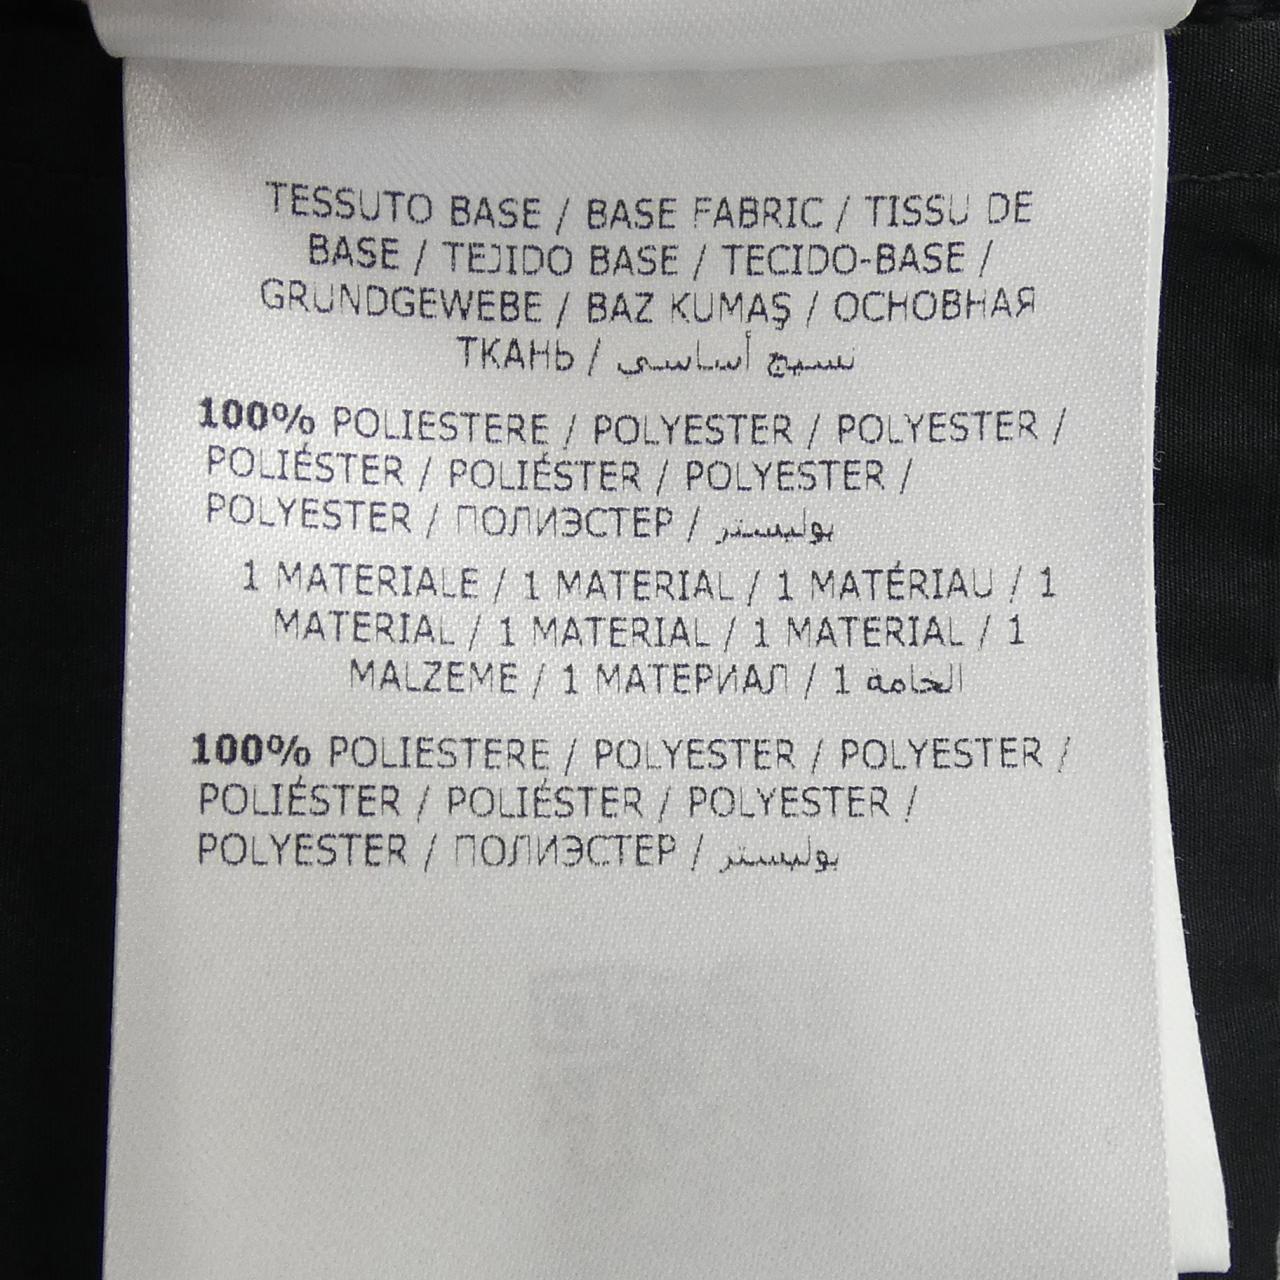 TESSUTO BASE / BASE FABRIC / TISSU DE
BASE / TEJIDO BASE / TECIDO-BASE /
GRUNDGEWEBE / BAZ KUMAŞ / ОСНОВНАЯ
ТКАНЬ / نسيج أساسي
100% POLIESTERE / POLYESTER / POLYESTER /
POLIÉSTER / POLIÉSTER / POLYESTER /
POLYESTER / ПОЛИЭСТЕР / بوليستر
1 MATERIALE / 1 MATERIAL / 1 MATÉRIAU / 1
MATERIAL / 1 MATERIAL / 1 MATERIAL / 1
MALZEME / 1 МАТЕРИАЛ / 1 الخامة
100% POLIESTERE / POLYESTER / POLYESTER /
POLIÉSTER / POLIÉSTER / POLYESTER /
POLYESTER / ПОЛИЭСТЕР / بوليستر